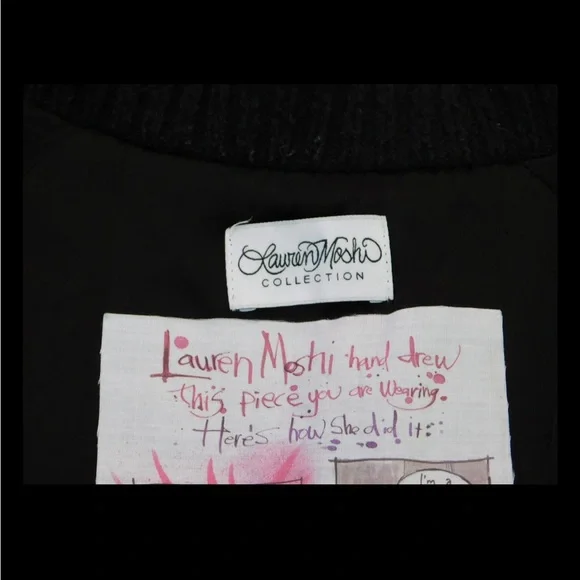 Lauren Moshi
COLLECTION
Lauren Moshi hand drew
this piece you are wearing.
Here's how she did it:
I'm a